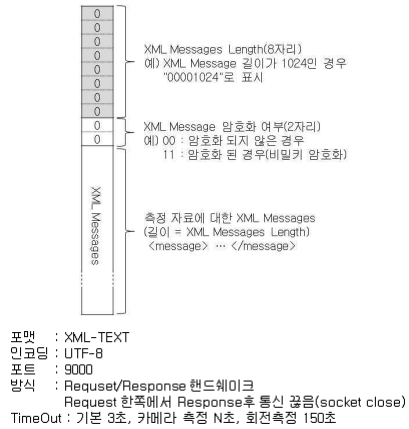 0
0
0
0
0
0
0
0
XML Messages Length(8자리)
예) XML Message 길이가 1024인 경우
"00001024"로 표시
0
0
XML Message 암호화 여부(2자리)
예) 00 : 암호화 되지 않은 경우
11 : 암호화 된 경우(비밀키 암호화)
XML Messages
측정 자료에 대한 XML Messages
(길이 = XML Messages Length)
<message> … </message>
포맷 : XML-TEXT
인코딩 : UTF-8
포트 : 9000
방식 : Requset/Response 핸드쉐이크
Request 한쪽에서 Response후 통신 끊음(socket close)
TimeOut : 기본 3초, 카메라 측정 N초, 회전측정 150초